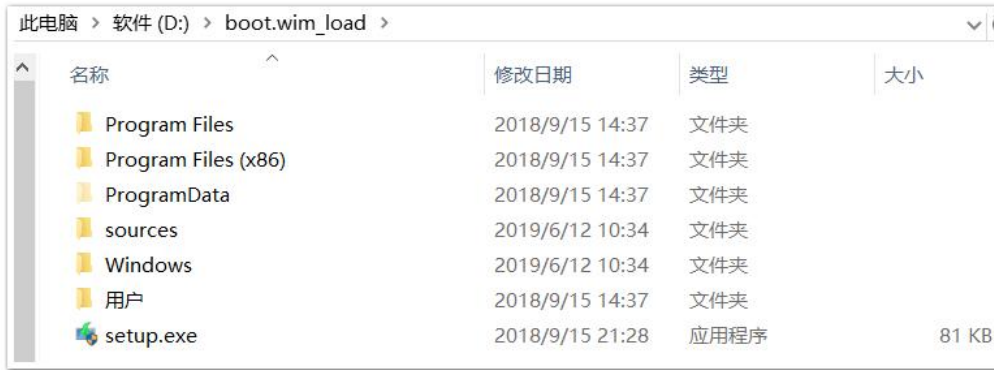 此电脑 > 软件 (D:) > boot.wim_load >
名称 修改日期 类型 大小
Program Files 2018/9/15 14:37 文件夹
Program Files (x86) 2018/9/15 14:37 文件夹
ProgramData 2018/9/15 14:37 文件夹
sources 2019/6/12 10:34 文件夹
Windows 2019/6/12 10:34 文件夹
用户 2018/9/15 14:37 文件夹
setup.exe 2018/9/15 21:28 应用程序 81 KB